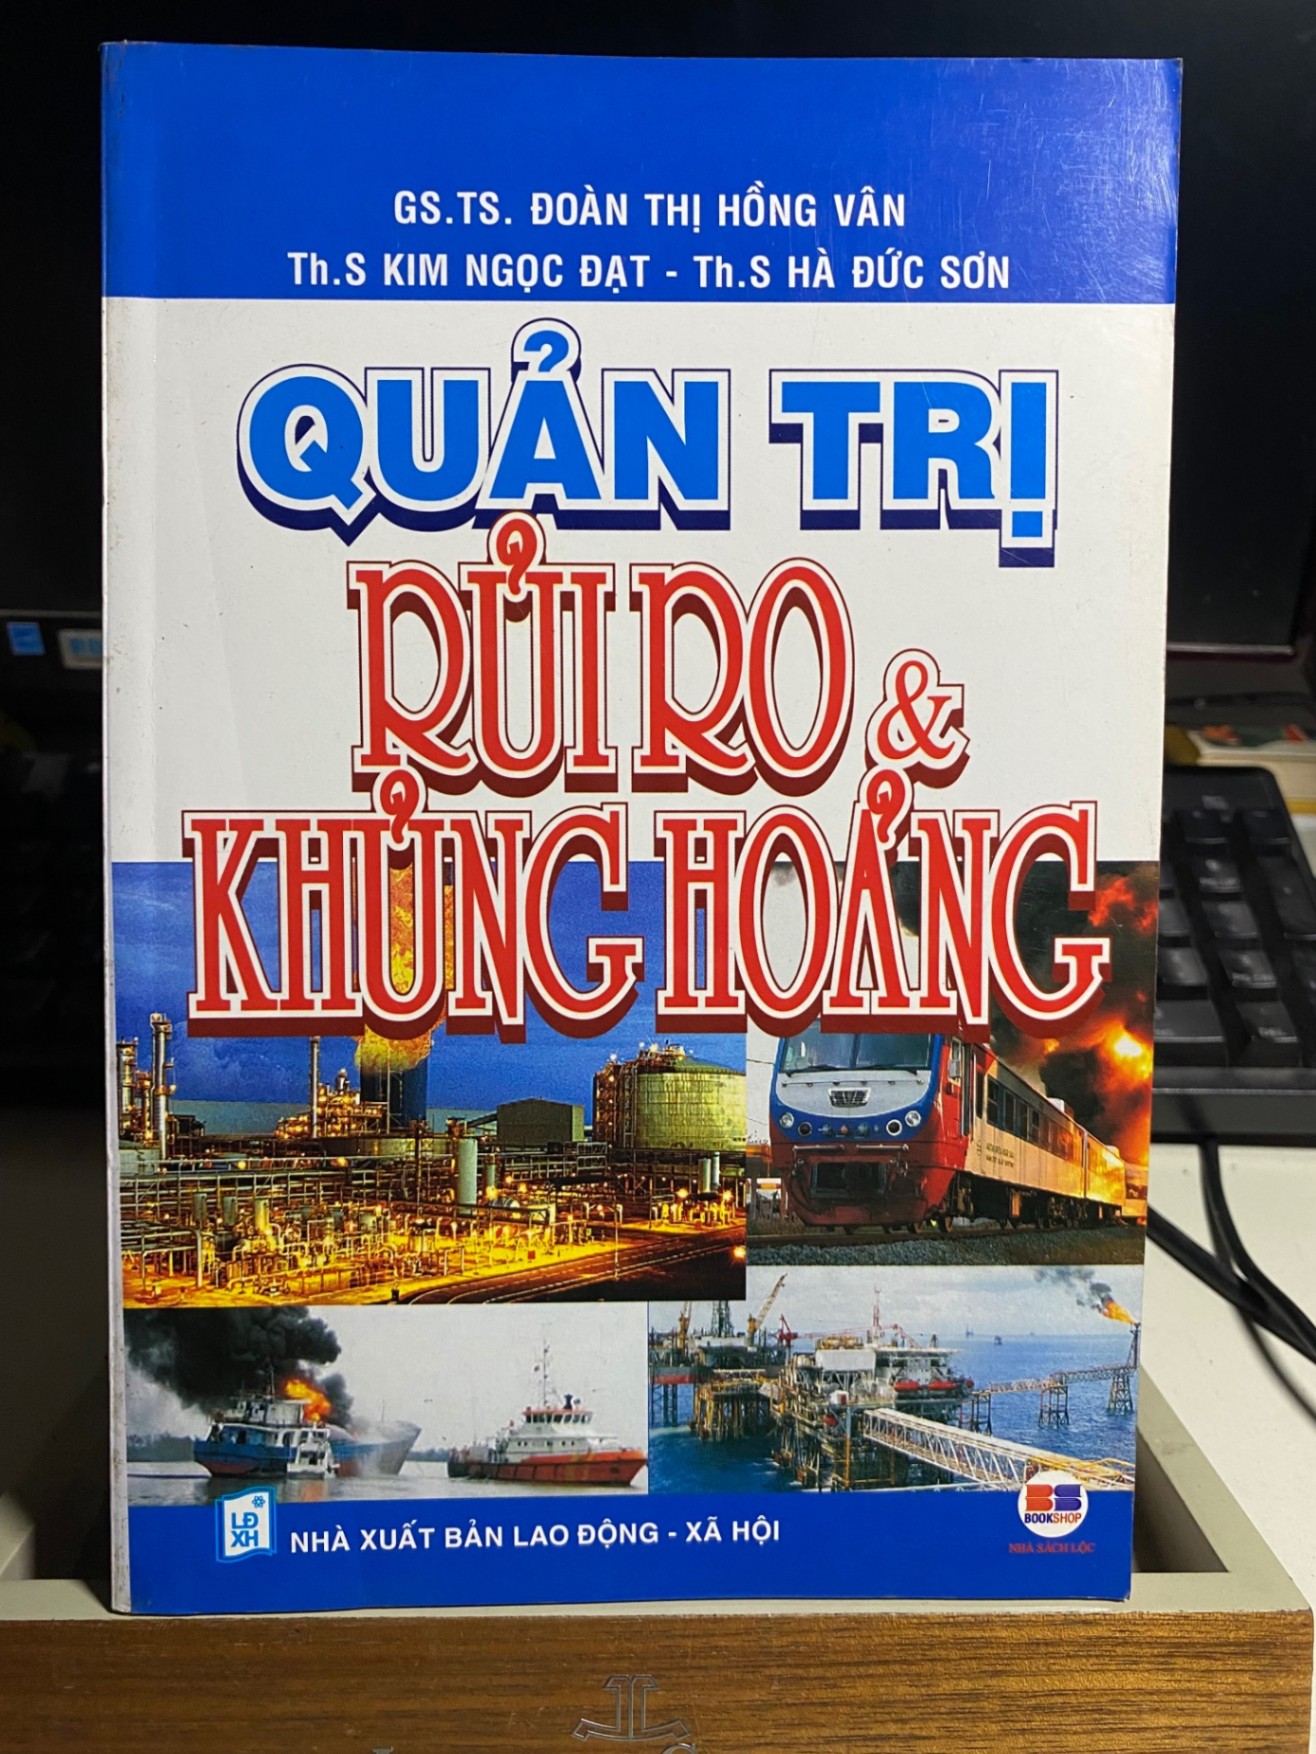 GS.TS. ĐOÀN THỊ HỒNG VÂN
Th.S KIM NGỌC ĐẠT - Th.S HÀ ĐỨC SƠN
QUẢN TRỊ
RỦI RO &
KHỦNG HOẢNG
LĐ
XH
NHÀ XUẤT BẢN LAO ĐỘNG - XÃ HỘI
BS
BOOKSHOP
NHÀ SÁCH LỘC